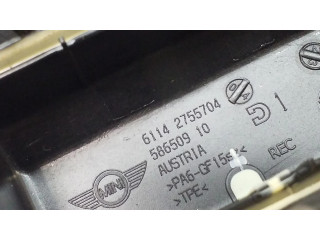 6114 2755704
586509 10
AUSTRIA
>PA6-GF15
>TPE<
MINI
D 1
REC